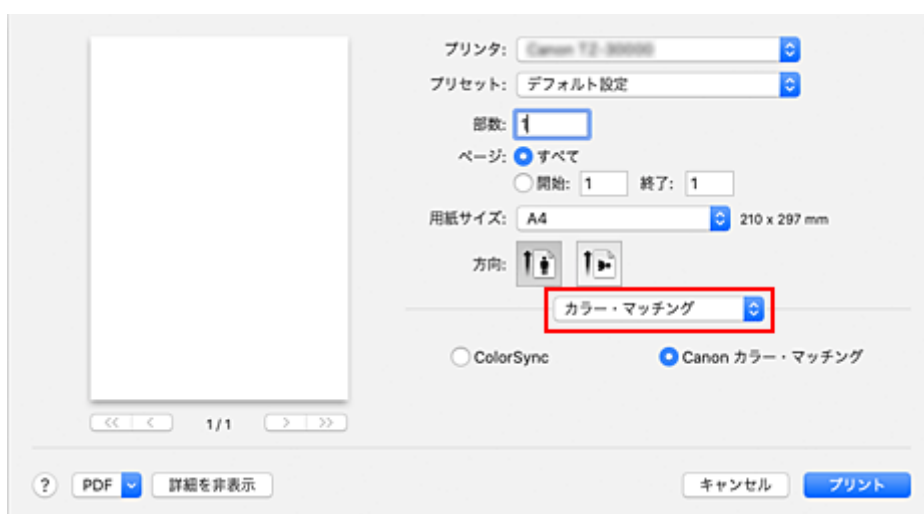 プリンタ: Canon TZ-30000
プリセット: デフォルト設定
部数: 1
ページ: すべて
開始: 1 終了: 1
用紙サイズ: A4 210 x 297 mm
方向:
カラー・マッチング
ColorSync Canon カラー・マッチング
<< < 1/1 > >>
? PDF 詳細を非表示 キャンセル プリント